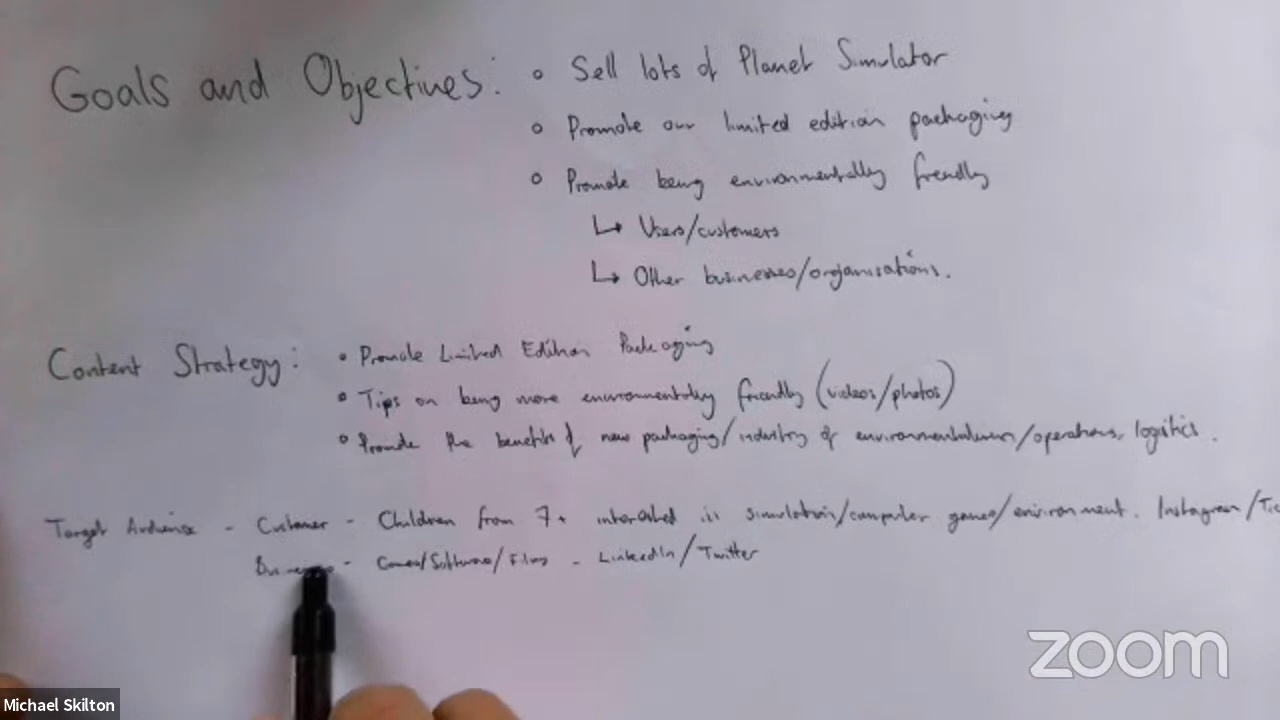 Goals and Objectives: ○ Sell lots of Planet Simulator
○ Promote our limited edition packaging
○ Promote being environmentally friendly
↳ Users/customers
↳ Other businesses/organisations.
Content Strategy: • Promote Limited Edition Packaging
• Tips on being more environmentally friendly (videos/photos)
○ Promote the benefits of new packaging/industry of /operations, logistics.
Target Audience - Customer - Children from 7+ interested in simulation/computer games/environment. Instagram/
Business - Games/Software/Films - LinkedIn/Twitter
zoom
Michael Skilton